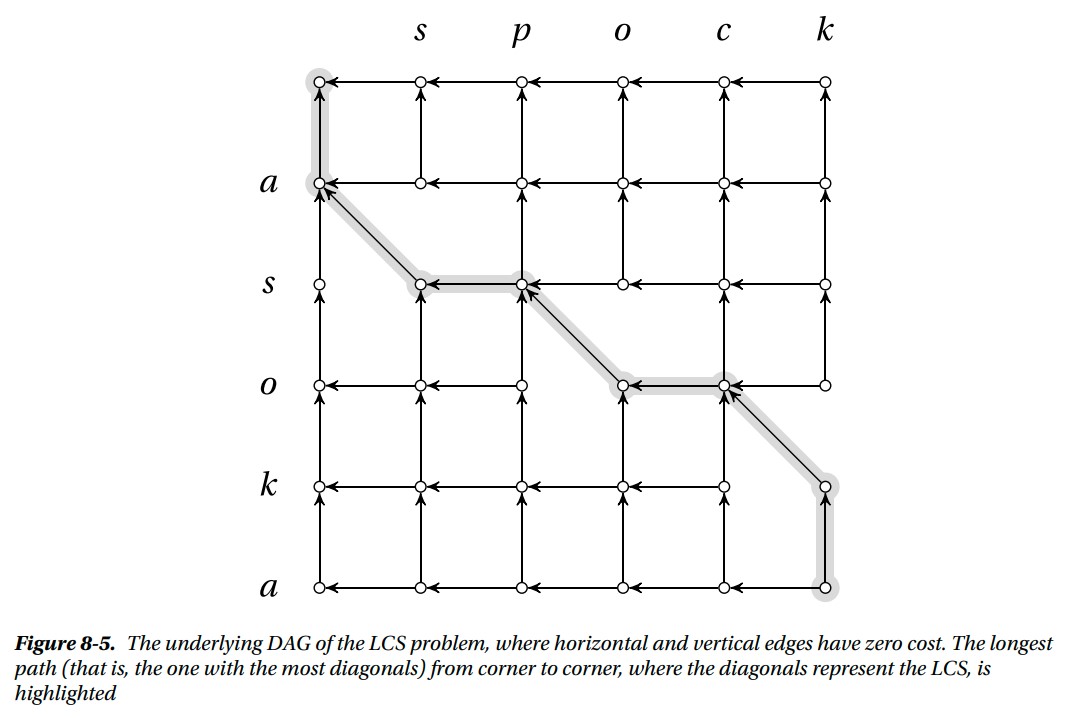 s p o c k
a
s
o
k
a
Figure 8-5. The underlying DAG of the LCS problem, where horizontal and vertical edges have zero cost. The longest
path (that is, the one with the most diagonals) from corner to corner, where the diagonals represent the LCS, is
highlighted